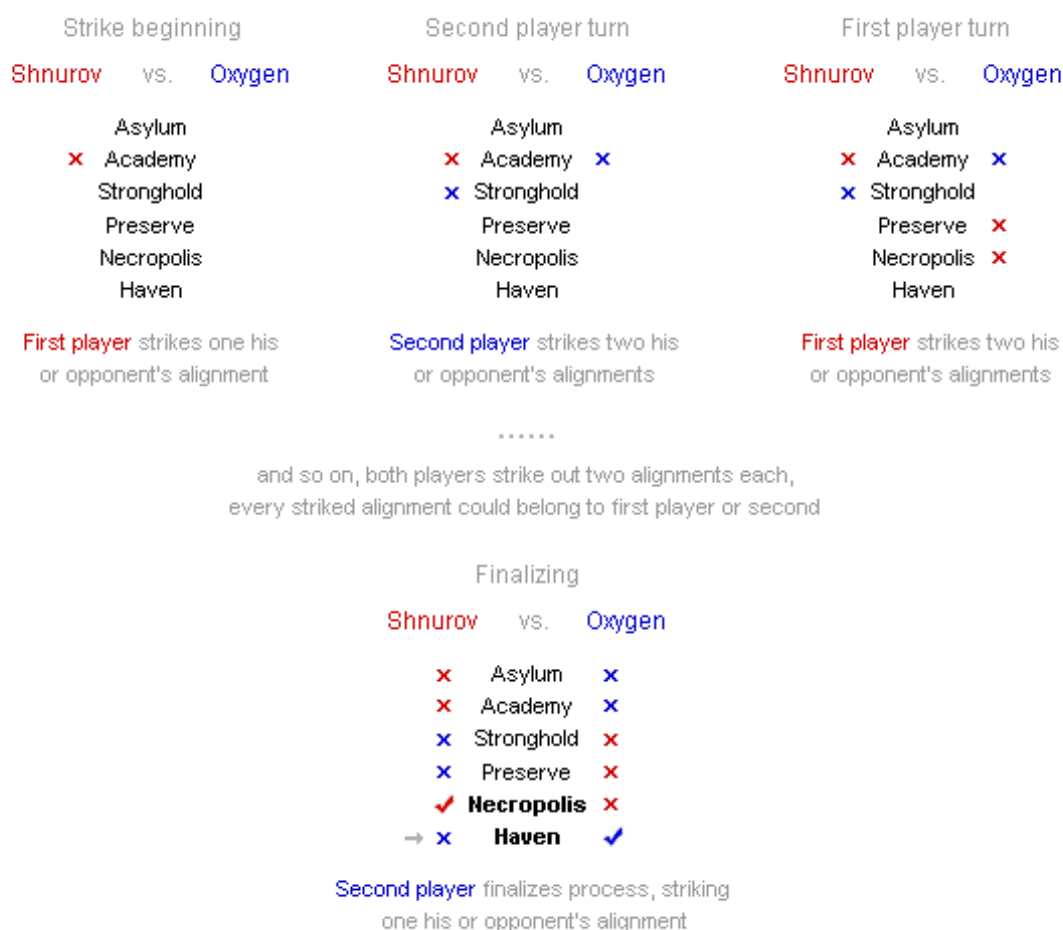 Strike beginning
Shnurov vs. Oxygen
Asylum
Academy
Stronghold
Preserve
Necropolis
Haven
First player strikes one his
or opponent's alignment
Second player turn
Shnurov vs. Oxygen
Asylum
Academy
Stronghold
Preserve
Necropolis
Haven
Second player strikes two his
or opponent's alignments
First player turn
Shnurov vs. Oxygen
Asylum
Academy
Stronghold
Preserve
Necropolis
Haven
First player strikes two his
or opponent's alignments
......
and so on, both players strike out two alignments each,
every striked alignment could belong to first player or second
Finalizing
Shnurov vs. Oxygen
Asylum
Academy
Stronghold
Preserve
Necropolis
Haven
Second player finalizes process, striking
one his or opponent's alignment